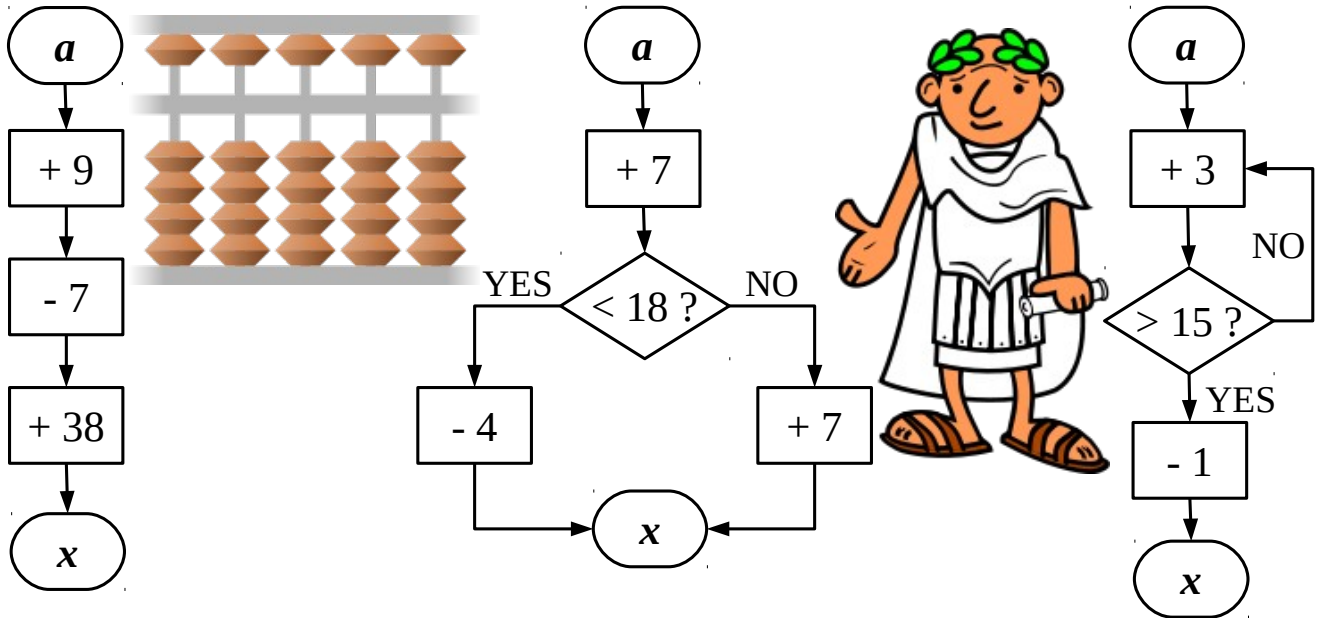 a
+ 9
- 7
+ 38
x
a
+ 7
< 18 ?
YES
NO
- 4
+ 7
x
a
+ 3
NO
> 15 ?
YES
- 1
x